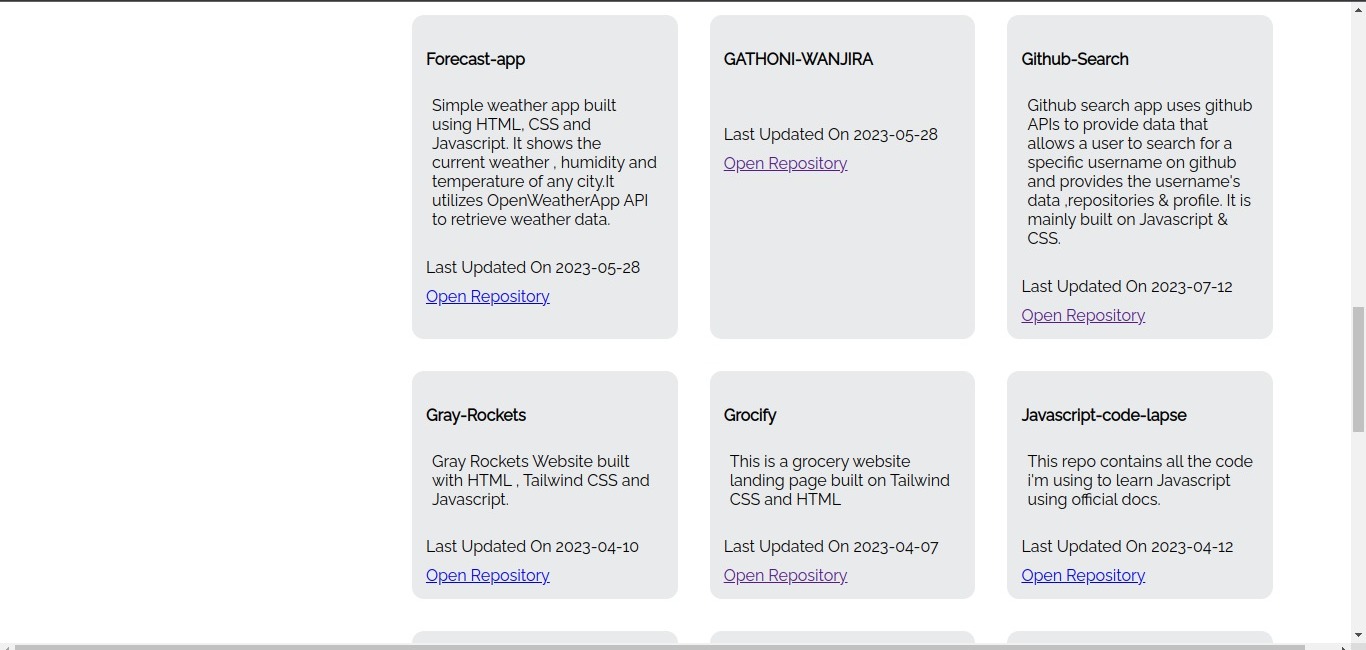 Forecast-app
Simple weather app built
using HTML, CSS and
Javascript. It shows the
current weather , humidity and
temperature of any city.It
utilizes OpenWeatherApp API
to retrieve weather data.
Last Updated On 2023-05-28
Open Repository
GATHONI-WANJIRA
Last Updated On 2023-05-28
Open Repository
Github-Search
Github search app uses github
APIs to provide data that
allows a user to search for a
specific username on github
and provides the username's
data ,repositories & profile. It is
mainly built on Javascript &
CSS.
Last Updated On 2023-07-12
Open Repository
Gray-Rockets
Gray Rockets Website built
with HTML , Tailwind CSS and
Javascript.
Last Updated On 2023-04-10
Open Repository
Grocify
This is a grocery website
landing page built on Tailwind
CSS and HTML
Last Updated On 2023-04-07
Open Repository
Javascript-code-lapse
This repo contains all the code
i'm using to learn Javascript
using official docs.
Last Updated On 2023-04-12
Open Repository